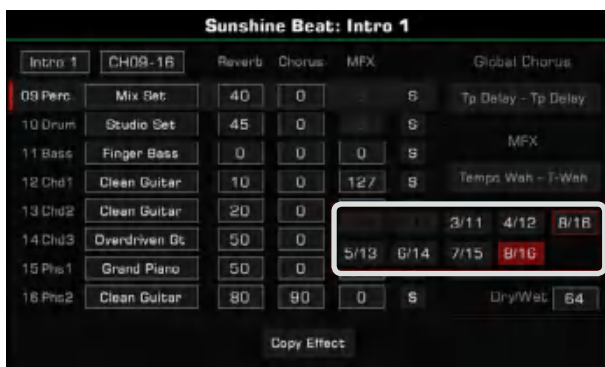 Sunshine Beat: Intro 1
Intro 1 CH09-16 Reverb Chorus MFX Global Chorus
09 Perc Mix Set 40 0 S Tp Delay - Tp Delay
10 Drum Studio Set 45 0 S
MFX
11 Bass Finger Bass 0 0 0 S
12 Chd1 Clean Guitar 10 0 127 S Tempo Wah - T-Wah
13 Chd2 Clean Guitar 20 0 3/11 4/12 8/16
14 Chd3 Overdriven Gt 50 0 5/13 6/14 7/15 8/16
15 Phs1 Grand Piano 50 0
16 Phs2 Clean Guitar 80 90 0 S Dry/Wet 64
Copy Effect